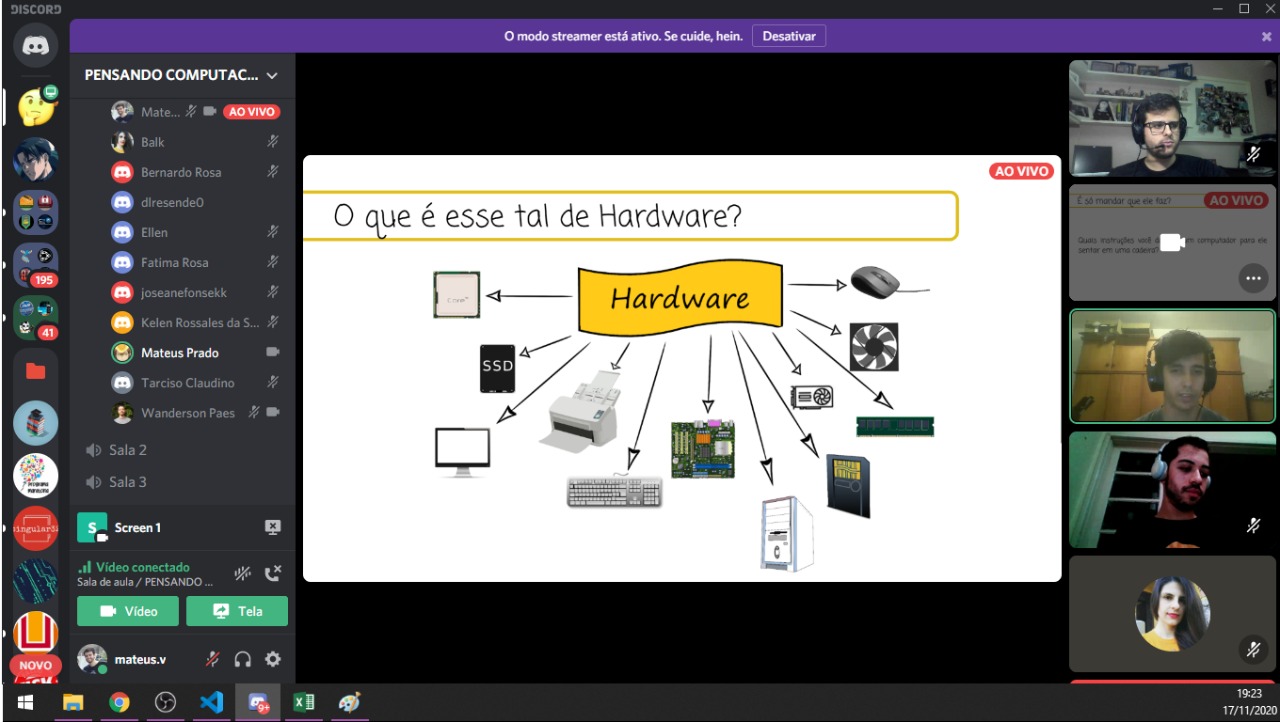 DISCORD
O modo streamer está ativo. Se cuide, hein.
Desativar
PENSANDO COMPUTAC...
Mate...
AO VIVO
Balk
Bernardo Rosa
dlresende0
Ellen
Fatima Rosa
joseanefonsekk
Kelen Rossales da S...
Mateus Prado
Tarciso Claudino
Wanderson Paes
Sala 2
Sala 3
S
Screen 1
Vídeo conectado
Sala de aula / PENSANDO ...
Vídeo
Tela
mateus.v
195
41
NOVO
AO VIVO
O que é esse tal de Hardware?
Hardware
Core
SSD
É só mandar que ele faz?
AO VIVO
Quais instruções você
um computador para ele
sentar em uma cadeira?
9+
19:23
17/11/2020